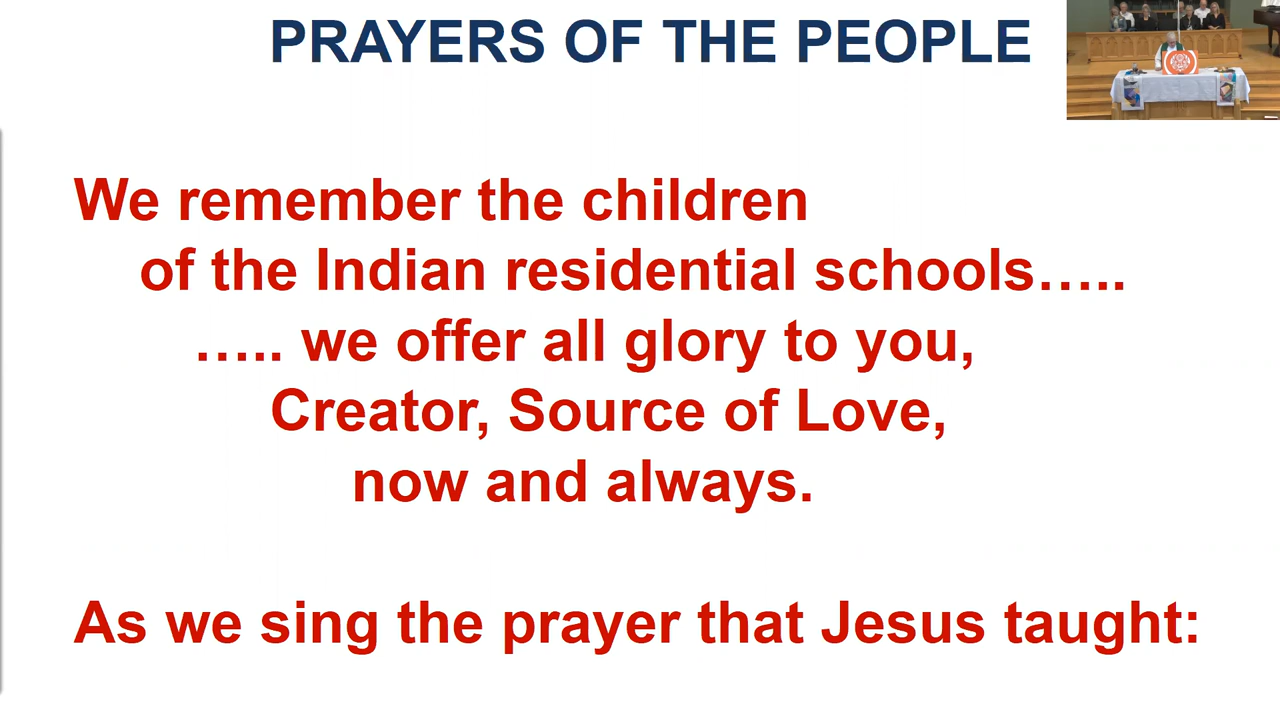 PRAYERS OF THE PEOPLE
We remember the children
of the Indian residential schools…..
….. we offer all glory to you,
Creator, Source of Love,
now and always.
As we sing the prayer that Jesus taught: